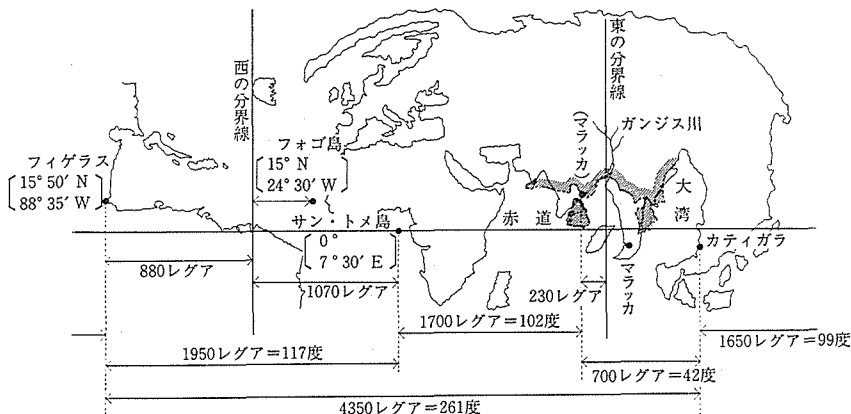 西の分界線
東の分界線
(マラッカ)
ガンジス川
フォゴ島
15°N
24°30′W
フィゲラス
15°50′N
88°35′W
大湾
赤道
サン・トメ島
0°
7°30′E
カティガラ
マラッカ
880レグア
1070レグア
230レグア
1700レグア=102度
1650レグア=99度
1950レグア=117度
700レグア=42度
4350レグア=261度